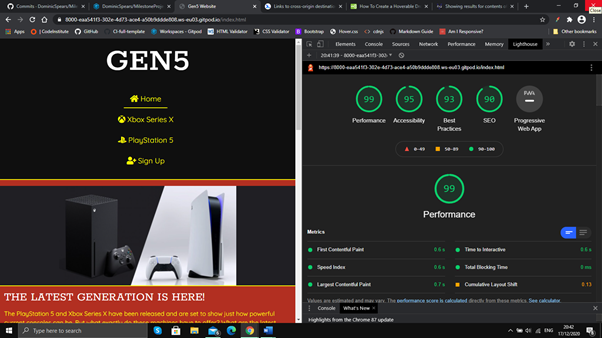 Commits · DominicSpears/Milesto
DominicSpears/MilestoneProj
Gen5 Website
Links to cross-origin destinati
How To Create a Hoverable Dr
Showing results for contents of
Close
8000-eaa541f3-302e-4d73-ace4-a50b9ddde808.ws-eu03.gitpod.io/index.html
Apps
CodeInstitute
GitHub
CI-full-template
Workspaces - Gitpod
HTML Validator
CSS Validator
Bootstrap
Hover.css
cdnjs
Markdown Guide
Am I Responsive?
Other bookmarks
GEN5
Home
Xbox Series X
PlayStation 5
Sign Up
THE LATEST GENERATION IS HERE!
The PlayStation 5 and Xbox Series X have been released and are set to show just how powerful
Elements Console Sources Network Performance Memory Lighthouse
20:41:39 - 8000-eaa541f3-302
https://8000-eaa541f3-302e-4d73-ace4-a50b9ddde808.ws-eu03.gitpod.io/index.html
99 95 93 90 PWA
Performance Accessibility Best Practices SEO Progressive Web App
0-49 50-89 90-100
99
Performance
Metrics
First Contentful Paint 0.6 s
Time to Interactive 0.6 s
Speed Index 0.6 s
Total Blocking Time 0 ms
Largest Contentful Paint 0.7 s
Cumulative Layout Shift 0.13
Values are estimated and may vary. The performance score is calculated directly from these metrics. See calculator.
Console What's New
Highlights from the Chrome 87 update
Type here to search
ENG
20:42
17/12/2020